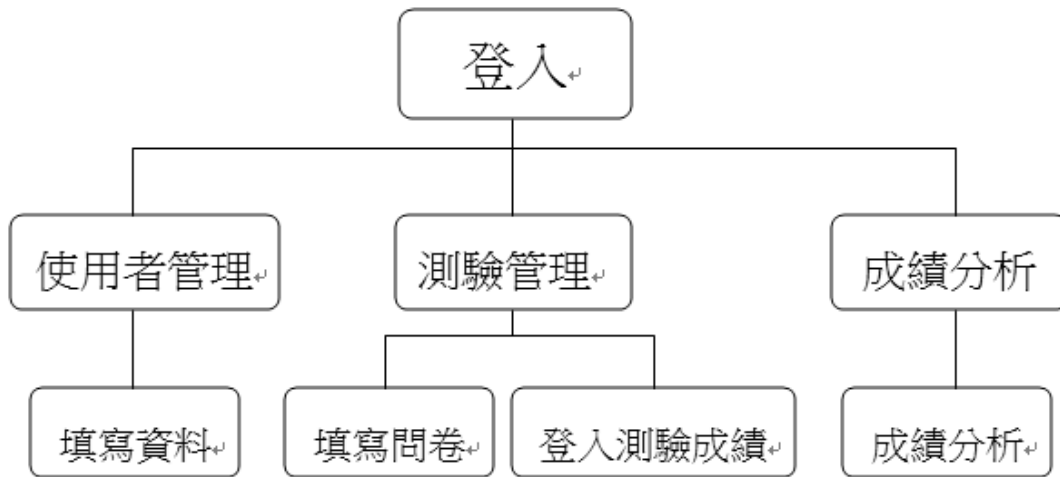 登入
使用者管理
測驗管理
成績分析
填寫資料
填寫問卷
登入測驗成績
成績分析